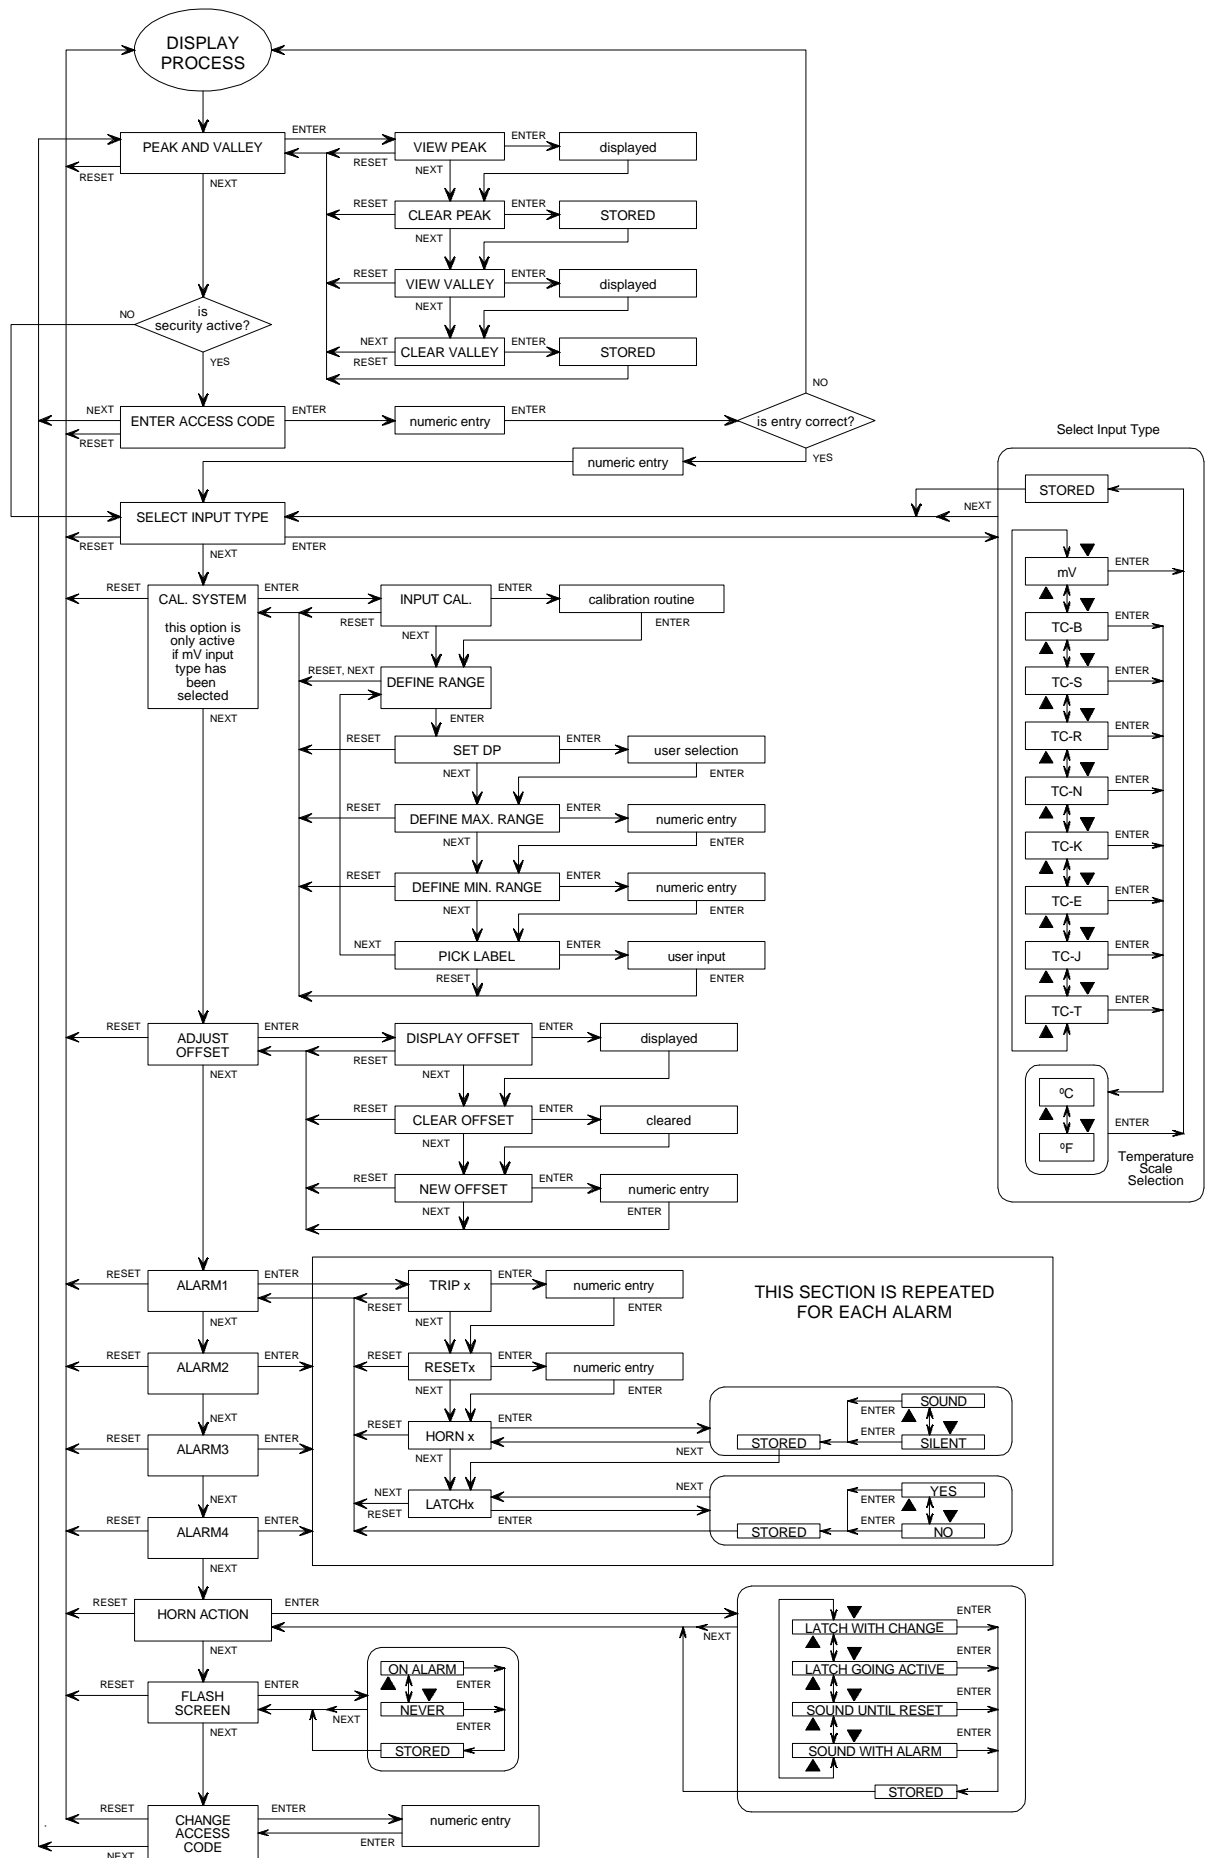 DISPLAY
PROCESS
PEAK AND VALLEY
ENTER
RESET
NEXT
VIEW PEAK
ENTER
displayed
RESET
NEXT
RESET
CLEAR PEAK
ENTER
STORED
NEXT
RESET
VIEW VALLEY
ENTER
displayed
NEXT
NEXT
RESET
CLEAR VALLEY
ENTER
STORED
NO
is
security active?
YES
NEXT
RESET
ENTER ACCESS CODE
ENTER
numeric entry
ENTER
NO
is entry correct?
YES
numeric entry
SELECT INPUT TYPE
RESET
NEXT
ENTER
NEXT
Select Input Type
STORED
mV
ENTER
TC-B
ENTER
TC-S
ENTER
TC-R
ENTER
TC-N
ENTER
TC-K
ENTER
TC-E
ENTER
TC-J
ENTER
TC-T
ENTER
ºC
ºF
ENTER
Temperature
Scale
Selection
RESET
CAL. SYSTEM
this option is
only active
if mV input
type has
been
selected
ENTER
NEXT
INPUT CAL.
ENTER
calibration routine
RESET
NEXT
ENTER
RESET, NEXT
DEFINE RANGE
ENTER
RESET
SET DP
ENTER
user selection
NEXT
ENTER
RESET
DEFINE MAX. RANGE
ENTER
numeric entry
NEXT
ENTER
RESET
DEFINE MIN. RANGE
ENTER
numeric entry
NEXT
ENTER
NEXT
PICK LABEL
ENTER
user input
RESET
ENTER
RESET
ADJUST
OFFSET
ENTER
NEXT
DISPLAY OFFSET
ENTER
displayed
RESET
NEXT
RESET
CLEAR OFFSET
ENTER
cleared
NEXT
RESET
NEW OFFSET
ENTER
numeric entry
NEXT
ENTER
RESET
ALARM1
ENTER
NEXT
RESET
ALARM2
ENTER
NEXT
RESET
ALARM3
ENTER
NEXT
RESET
ALARM4
ENTER
NEXT
THIS SECTION IS REPEATED
FOR EACH ALARM
TRIP x
ENTER
numeric entry
RESET
NEXT
ENTER
RESET
RESETx
ENTER
numeric entry
NEXT
ENTER
RESET
HORN x
ENTER
NEXT
NEXT
SOUND
ENTER
ENTER
SILENT
STORED
NEXT
RESET
LATCHx
NEXT
ENTER
YES
ENTER
ENTER
NO
STORED
RESET
HORN ACTION
ENTER
NEXT
NEXT
LATCH WITH CHANGE
ENTER
LATCH GOING ACTIVE
ENTER
SOUND UNTIL RESET
ENTER
SOUND WITH ALARM
ENTER
STORED
RESET
FLASH
SCREEN
ENTER
NEXT
NEXT
ON ALARM
ENTER
NEVER
ENTER
STORED
RESET
CHANGE
ACCESS
CODE
ENTER
numeric entry
ENTER
NEXT